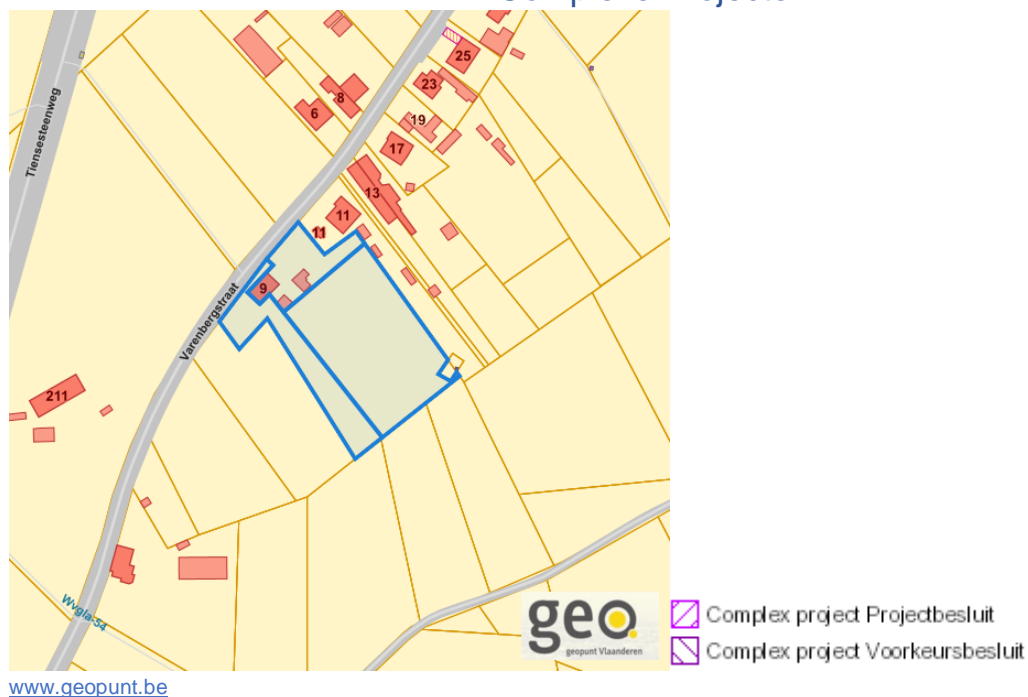 25
23
8
6
19
17
Tiensesteenweg
13
11
11
9
Varenbergstraat
211
Wvgla-54
geo
geopunt Vlaanderen
Complex project Projectbesluit
Complex project Voorkeursbesluit
www.geopunt.be